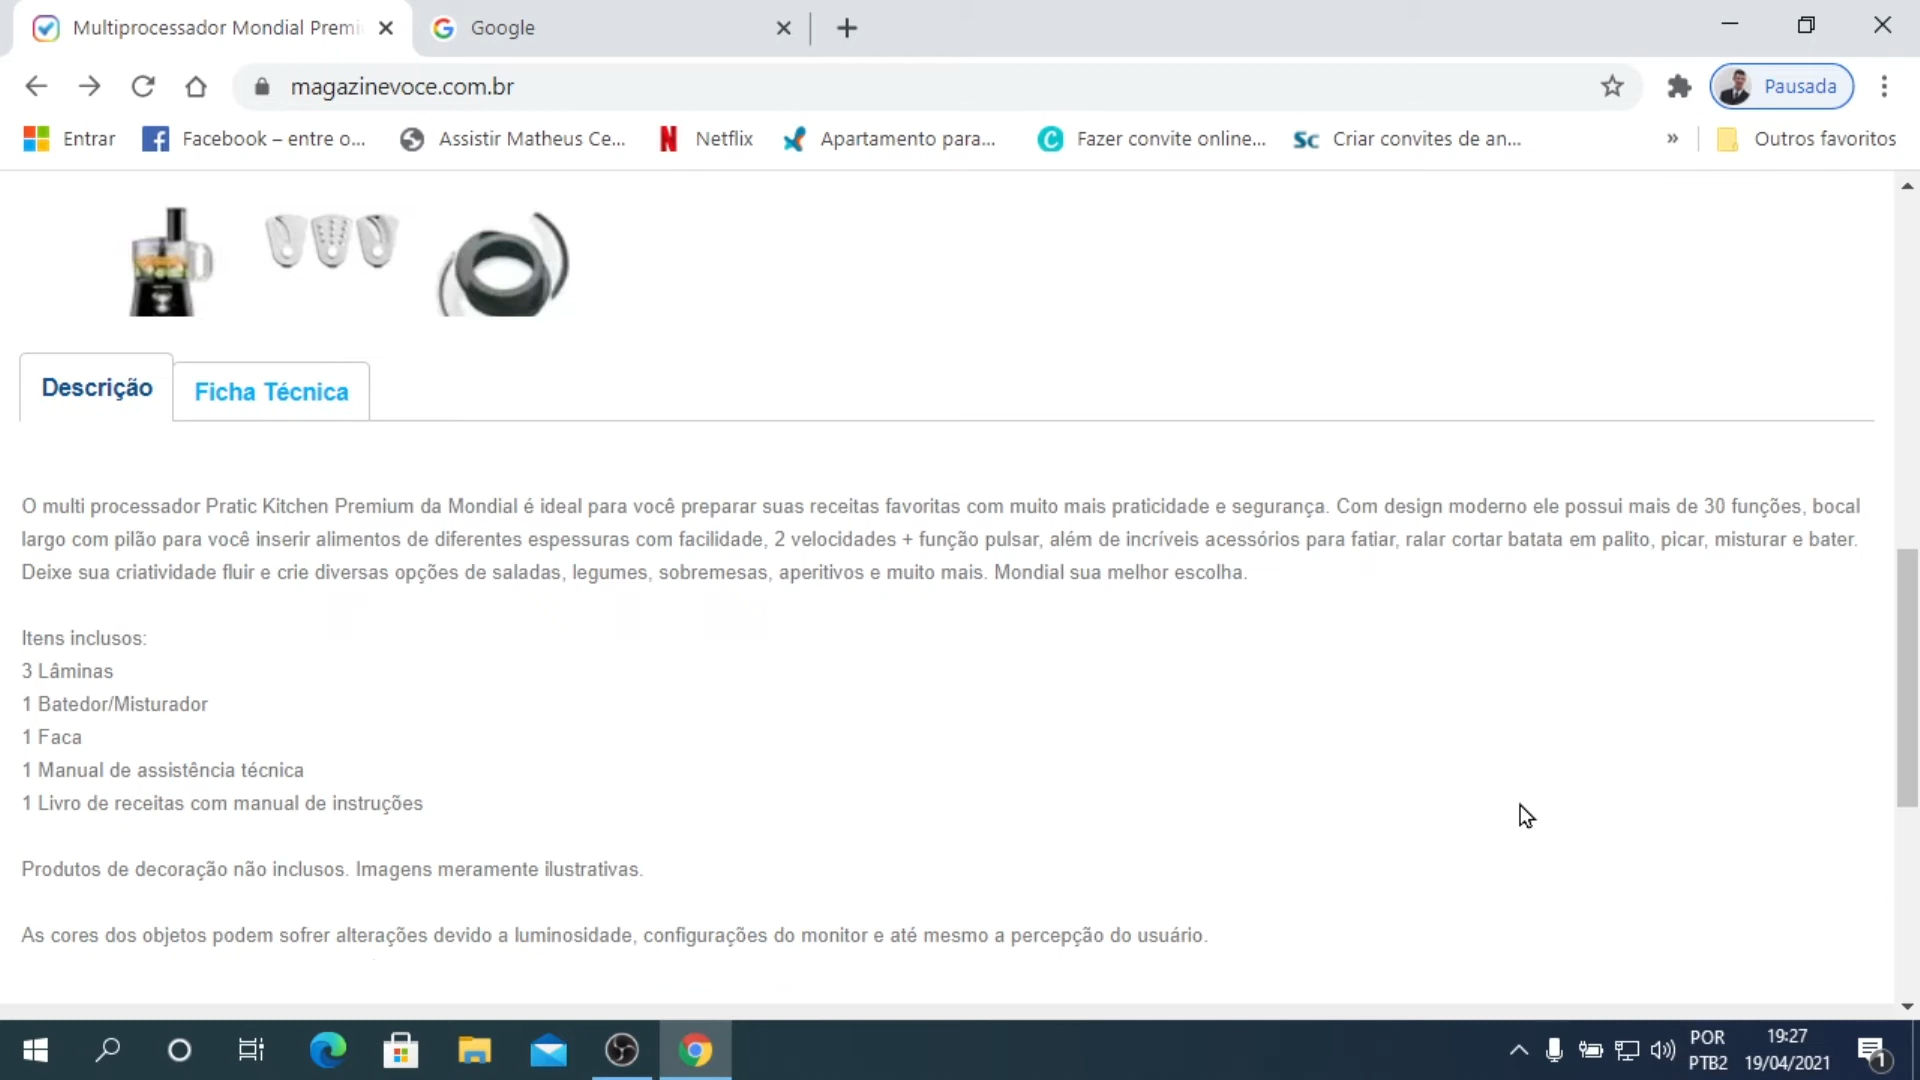 Multiprocessador Mondial Premi
Google
magazinevoce.com.br
Pausada
Entrar
Facebook – entre o...
Assistir Matheus Ce...
Netflix
Apartamento para...
Fazer convite online...
Sc Criar convites de an...
»
Outros favoritos
Descrição
Ficha Técnica
O multi processador Pratic Kitchen Premium da Mondial é ideal para você preparar suas receitas favoritas com muito mais praticidade e segurança. Com design moderno ele possui mais de 30 funções, bocal
largo com pilão para você inserir alimentos de diferentes espessuras com facilidade, 2 velocidades + função pulsar, além de incríveis acessórios para fatiar, ralar cortar batata em palito, picar, misturar e bater.
Deixe sua criatividade fluir e crie diversas opções de saladas, legumes, sobremesas, aperitivos e muito mais. Mondial sua melhor escolha.
Itens inclusos:
3 Lâminas
1 Batedor/Misturador
1 Faca
1 Manual de assistência técnica
1 Livro de receitas com manual de instruções
Produtos de decoração não inclusos. Imagens meramente ilustrativas.
As cores dos objetos podem sofrer alterações devido a luminosidade, configurações do monitor e até mesmo a percepção do usuário.
POR
PTB2
19:27
19/04/2021
1